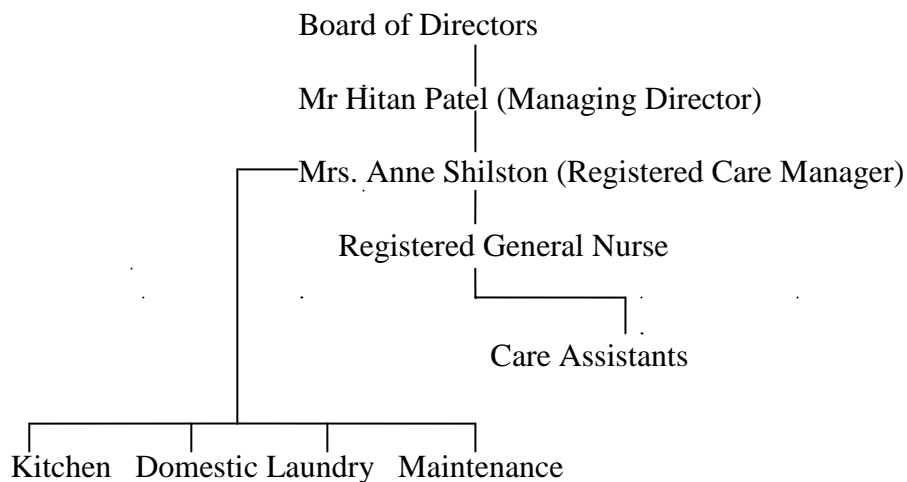 Board of Directors
Mr Hitan Patel (Managing Director)
Mrs. Anne Shilston (Registered Care Manager)
Registered General Nurse
Care Assistants
Kitchen Domestic Laundry Maintenance